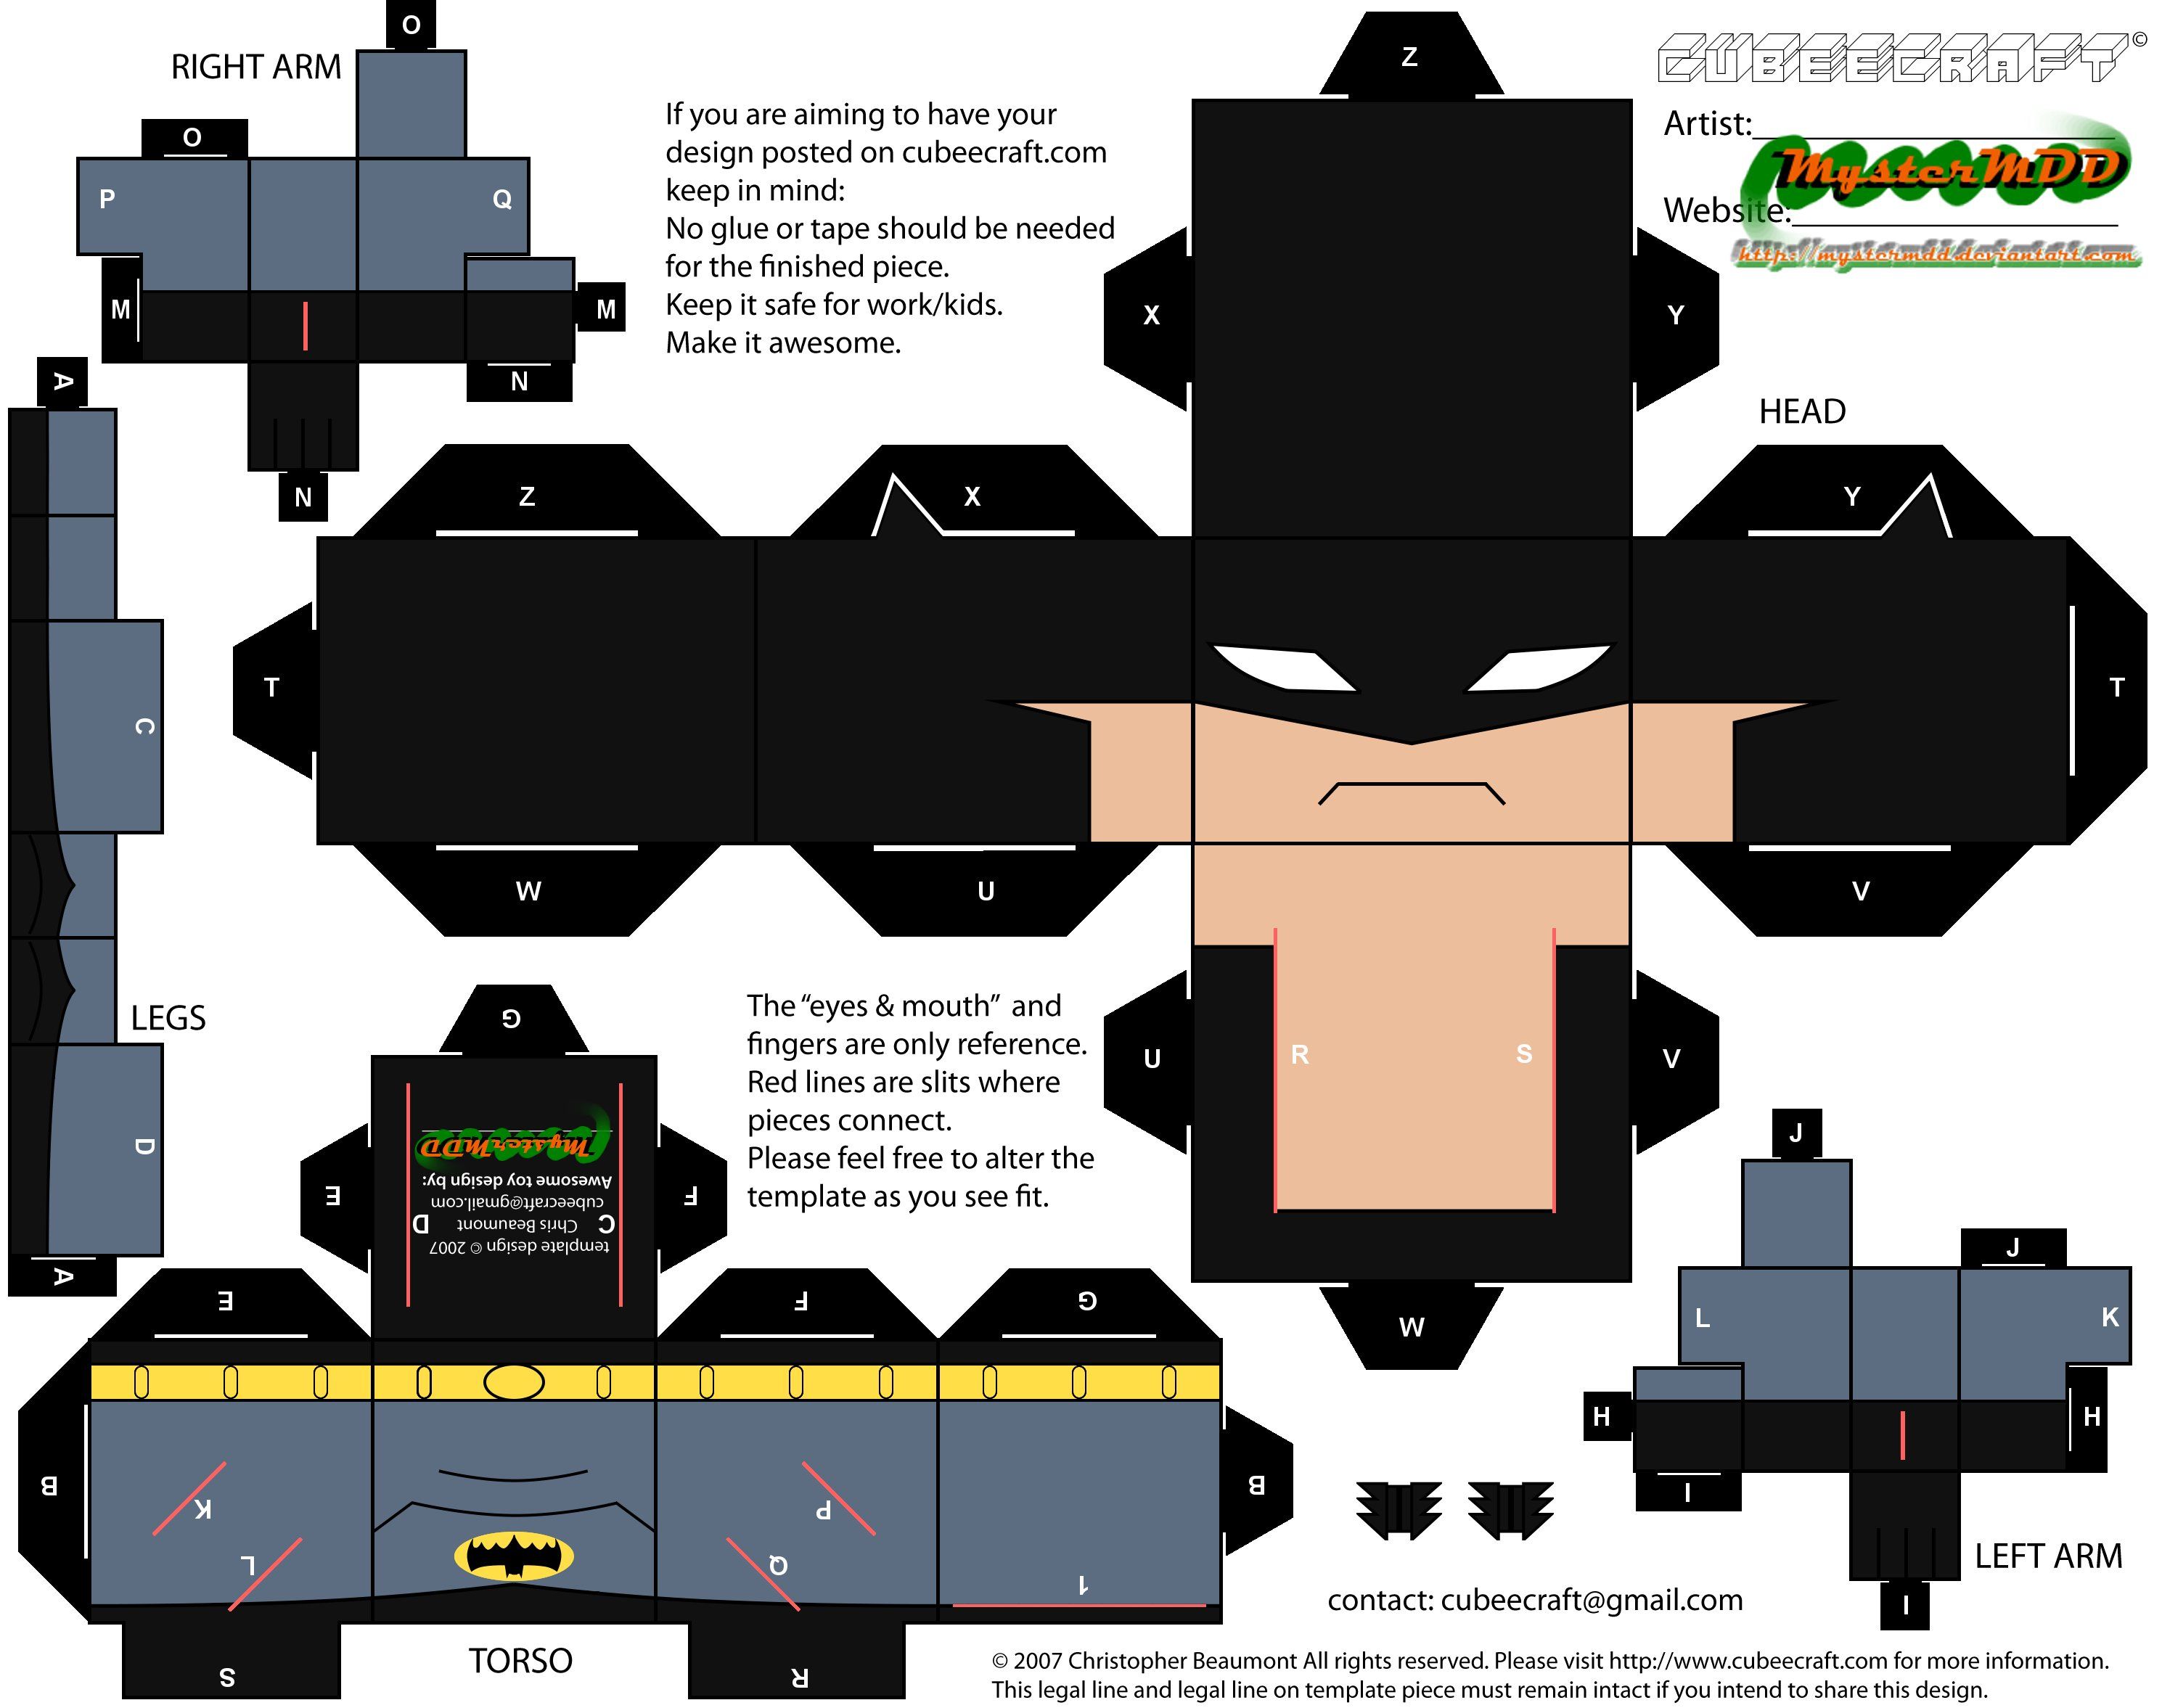 O
RIGHT ARM
CUBEECRAFT©
Artist:
MysterMDD
Website:
http://mystermdd.deviantart.com
Z
If you are aiming to have your
design posted on cubeecraft.com
keep in mind:
No glue or tape should be needed
for the finished piece.
Keep it safe for work/kids.
Make it awesome.
O
P
Q
M
M
N
N
X
Y
HEAD
A
Z
X
Y
T
T
C
W
U
V
LEGS
D
A
The “eyes & mouth” and
fingers are only reference.
Red lines are slits where
pieces connect.
Please feel free to alter the
template as you see fit.
U
R
S
V
W
G
E
F
template design © 2007
Chris Beaumont
cubeecraft@gmail.com
Awesome toy design by:
MysterMDD
C
D
E
F
G
B
K
L
P
Q
1
B
S
TORSO
R
J
J
L
K
H
H
I
I
LEFT ARM
contact: cubeecraft@gmail.com
© 2007 Christopher Beaumont All rights reserved. Please visit http://www.cubeecraft.com for more information.
This legal line and legal line on template piece must remain intact if you intend to share this design.